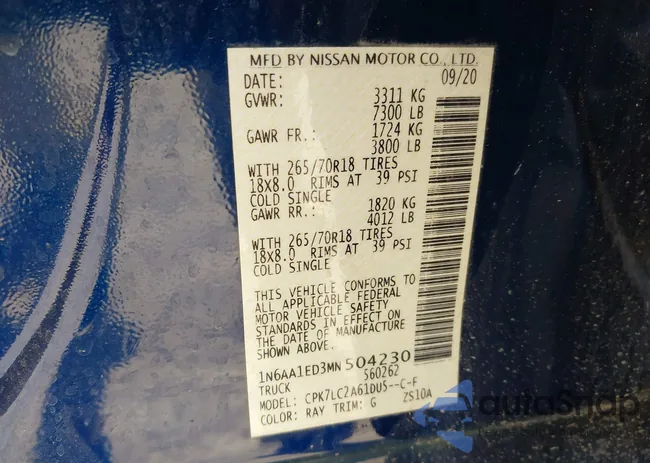 MFD BY NISSAN MOTOR CO., LTD.
DATE: 09/20
GVWR: 3311 KG
7300 LB
GAWR FR.: 1724 KG
3800 LB
WITH 265/70R18 TIRES
18X8.0 RIMS AT 39 PSI
COLD SINGLE
GAWR RR.: 1820 KG
4012 LB
WITH 265/70R18 TIRES
18X8.0 RIMS AT 39 PSI
COLD SINGLE
THIS VEHICLE CONFORMS TO
ALL APPLICABLE FEDERAL
MOTOR VEHICLE SAFETY
STANDARDS IN EFFECT ON
THE DATE OF MANUFACTURE
SHOWN ABOVE.
1N6AA1ED3MN504230
TRUCK S60262
MODEL: CPK7LC2A61DU5--C-F
COLOR: RAY TRIM: G ZS10A
autoSnap